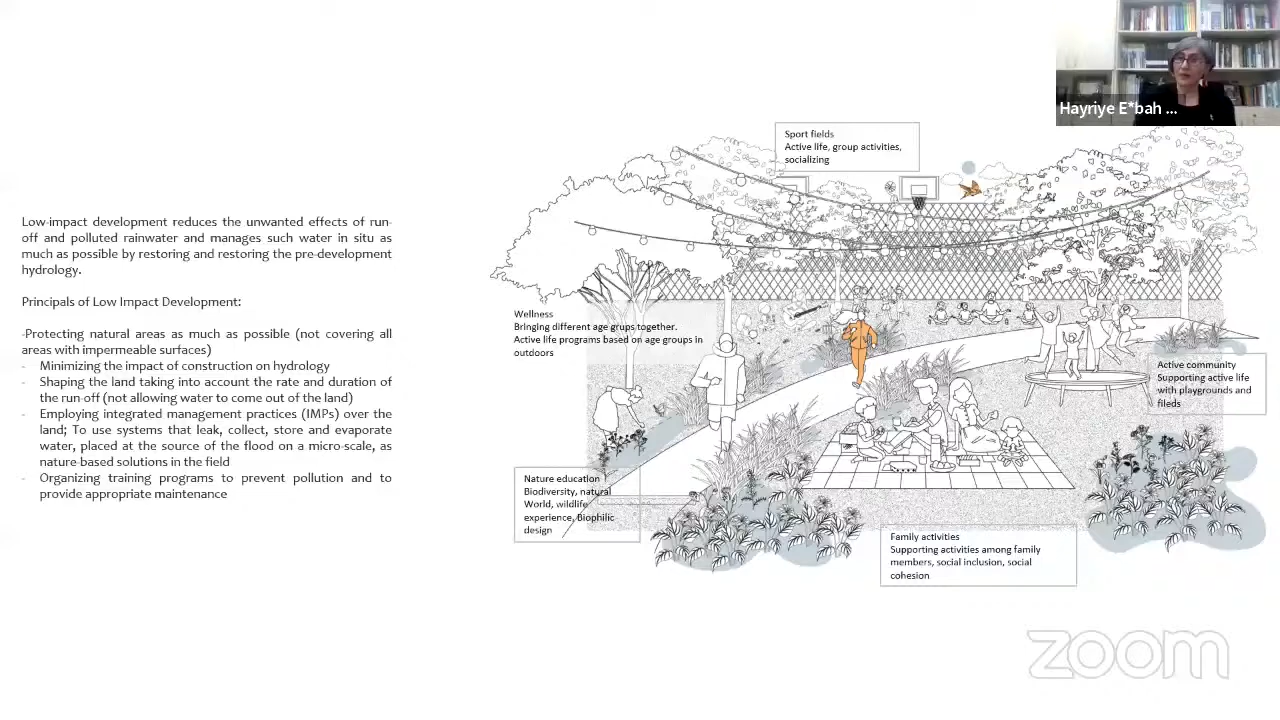 Hayriye E*bah ...
Low-impact development reduces the unwanted effects of run-
off and polluted rainwater and manages such water in situ as
much as possible by restoring and restoring the pre-development
hydrology.
Principals of Low Impact Development:
-Protecting natural areas as much as possible (not covering all
areas with impermeable surfaces)
- Minimizing the impact of construction on hydrology
- Shaping the land taking into account the rate and duration of
the run-off (not allowing water to come out of the land)
- Employing integrated management practices (IMPs) over the
land; To use systems that leak, collect, store and evaporate
water, placed at the source of the flood on a micro-scale, as
nature-based solutions in the field
- Organizing training programs to prevent pollution and to
provide appropriate maintenance
Sport fields
Active life, group activities,
socializing
Wellness
Bringing different age grups together.
Active life programs based on age groups in
outdoors
Active community
Supporting active life
with playgrounds and
fileds
Nature education
Biodiversity, natural
World, wildlife
experience, Biophilic
design
Family activities
Supporting activities among family
members, social inclusion, social
cohesion
zoom